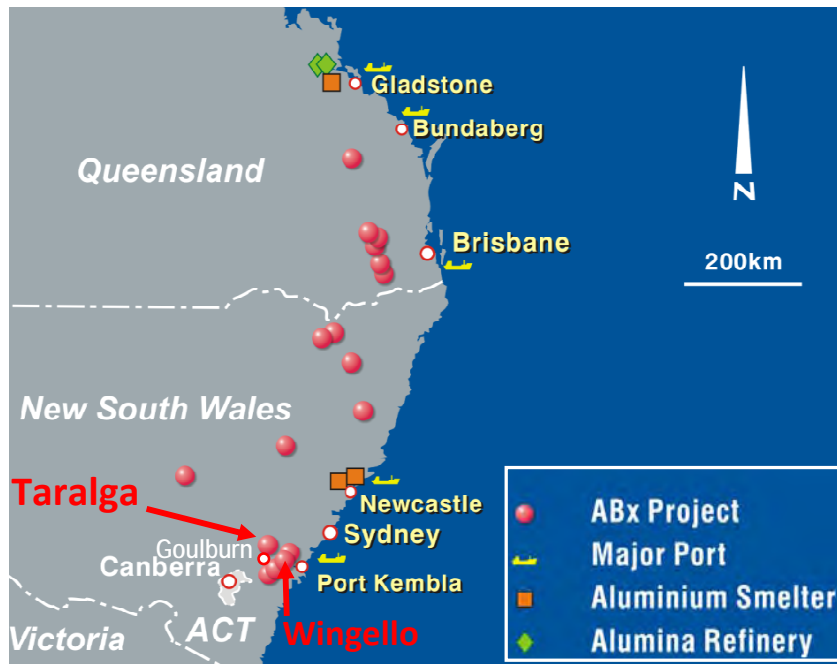 Gladstone
Bundaberg
Queensland
N
Brisbane
200km
New South Wales
Taralga
Newcastle
Sydney
Goulburn
Canberra
Port Kembla
ACT
Wingello
Victoria
ABx Project
Major Port
Aluminium Smelter
Alumina Refinery